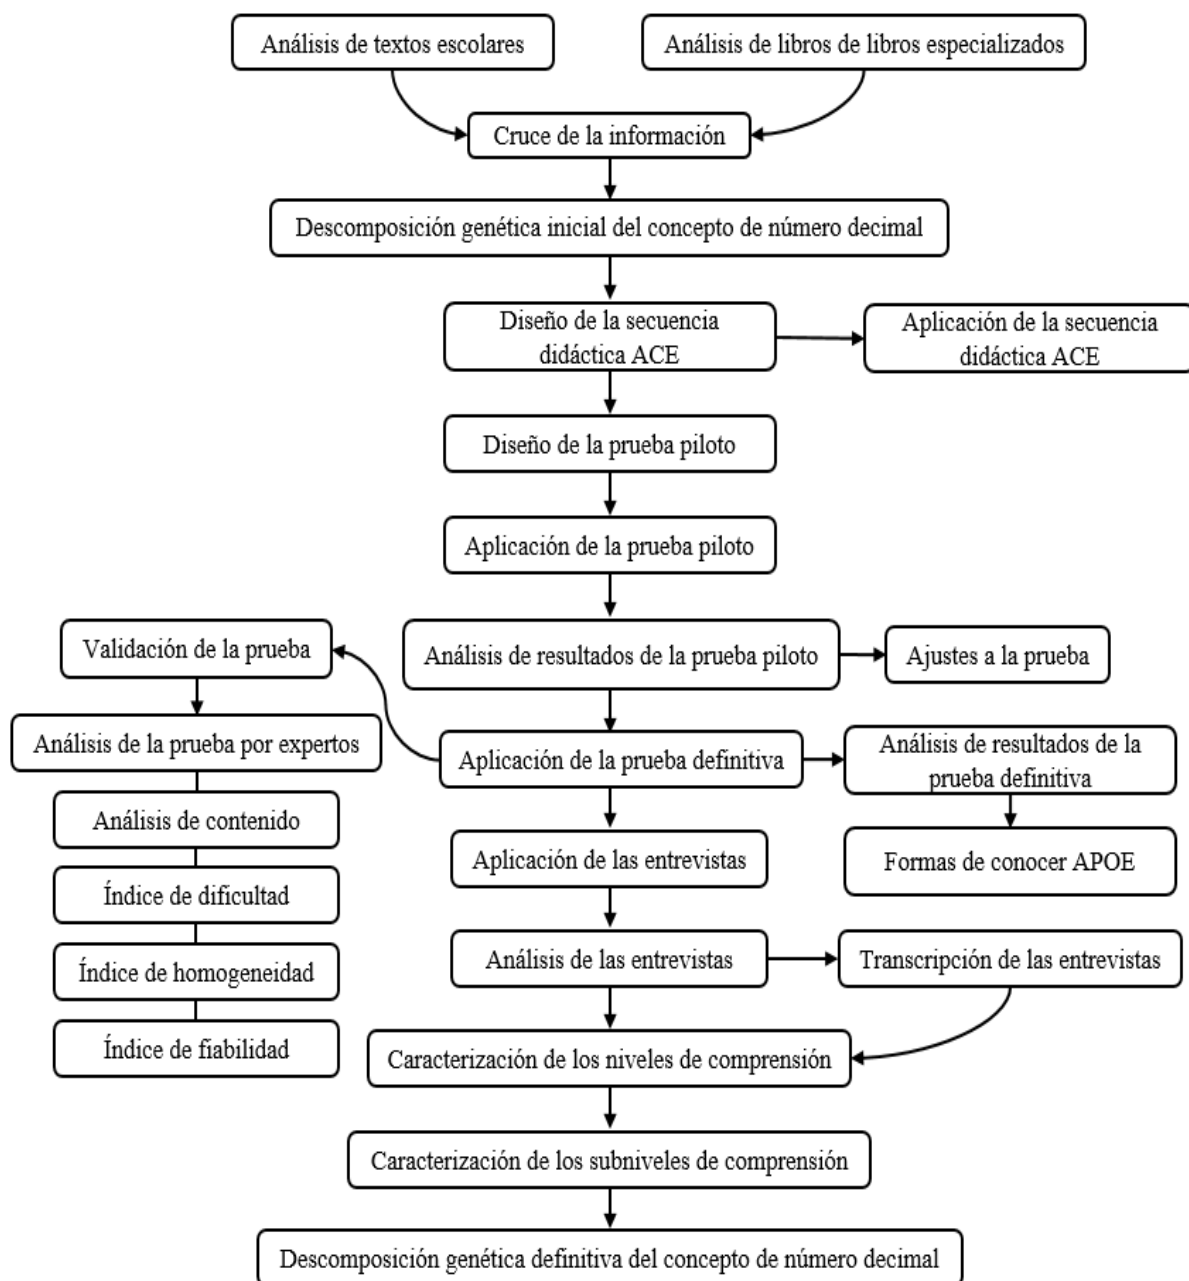 Análisis de textos escolares
Análisis de libros de libros especializados
Cruce de la información
Descomposición genética inicial del concepto de número decimal
Diseño de la secuencia
didáctica ACE
Aplicación de la secuencia
didáctica ACE
Diseño de la prueba piloto
Aplicación de la prueba piloto
Validación de la prueba
Análisis de resultados de la prueba piloto
Ajustes a la prueba
Análisis de la prueba por expertos
Aplicación de la prueba definitiva
Análisis de resultados de la
prueba definitiva
Análisis de contenido
Aplicación de las entrevistas
Formas de conocer APOE
Índice de dificultad
Índice de homogeneidad
Análisis de las entrevistas
Transcripción de las entrevistas
Índice de fiabilidad
Caracterización de los niveles de comprensión
Caracterización de los subniveles de comprensión
Descomposición genética definitiva del concepto de número decimal